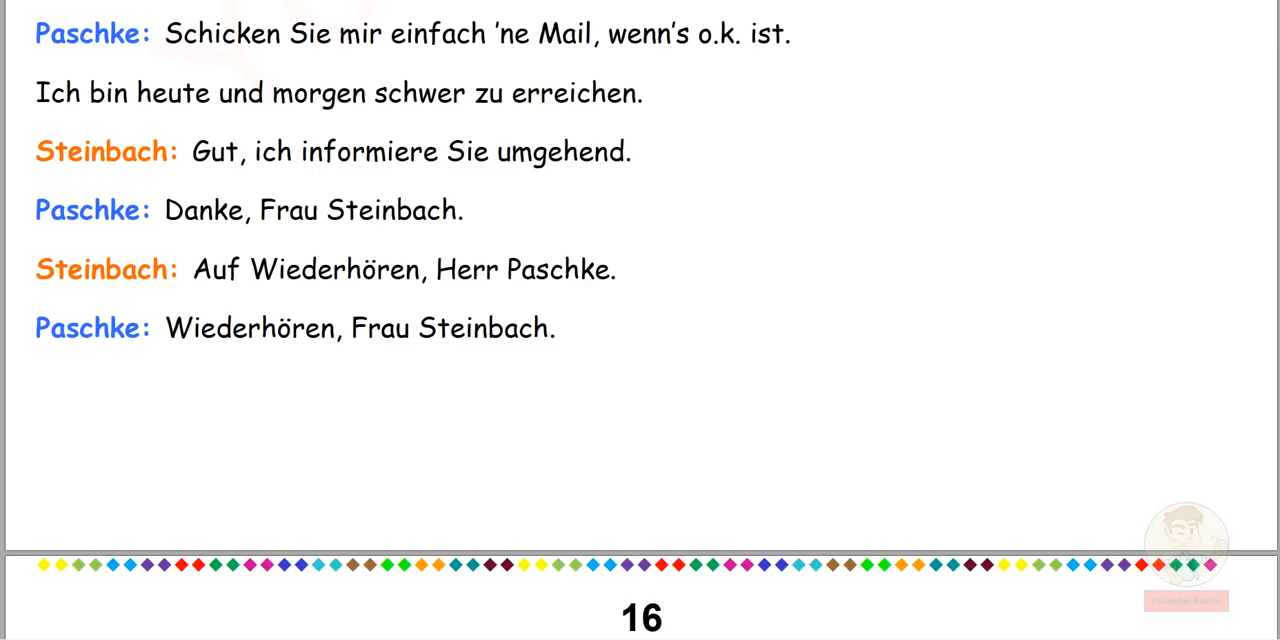 Paschke: Schicken Sie mir einfach ’ne Mail, wenn’s o.k. ist.
Ich bin heute und morgen schwer zu erreichen.
Steinbach: Gut, ich informiere Sie umgehend.
Paschke: Danke, Frau Steinbach.
Steinbach: Auf Wiederhören, Herr Paschke.
Paschke: Wiederhören, Frau Steinbach.
16